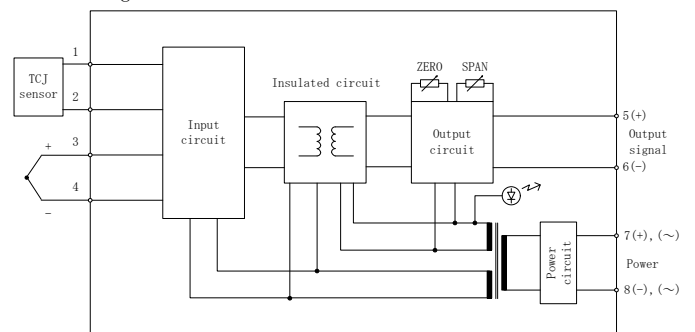 1
TCJ
sensor
2
3
+
4
−
Input
circuit
Insulated circuit
ZERO SPAN
Output
circuit
5(+)
Output
signal
6(-)
7(+), (～)
Power
circuit
Power
8(-), (～)